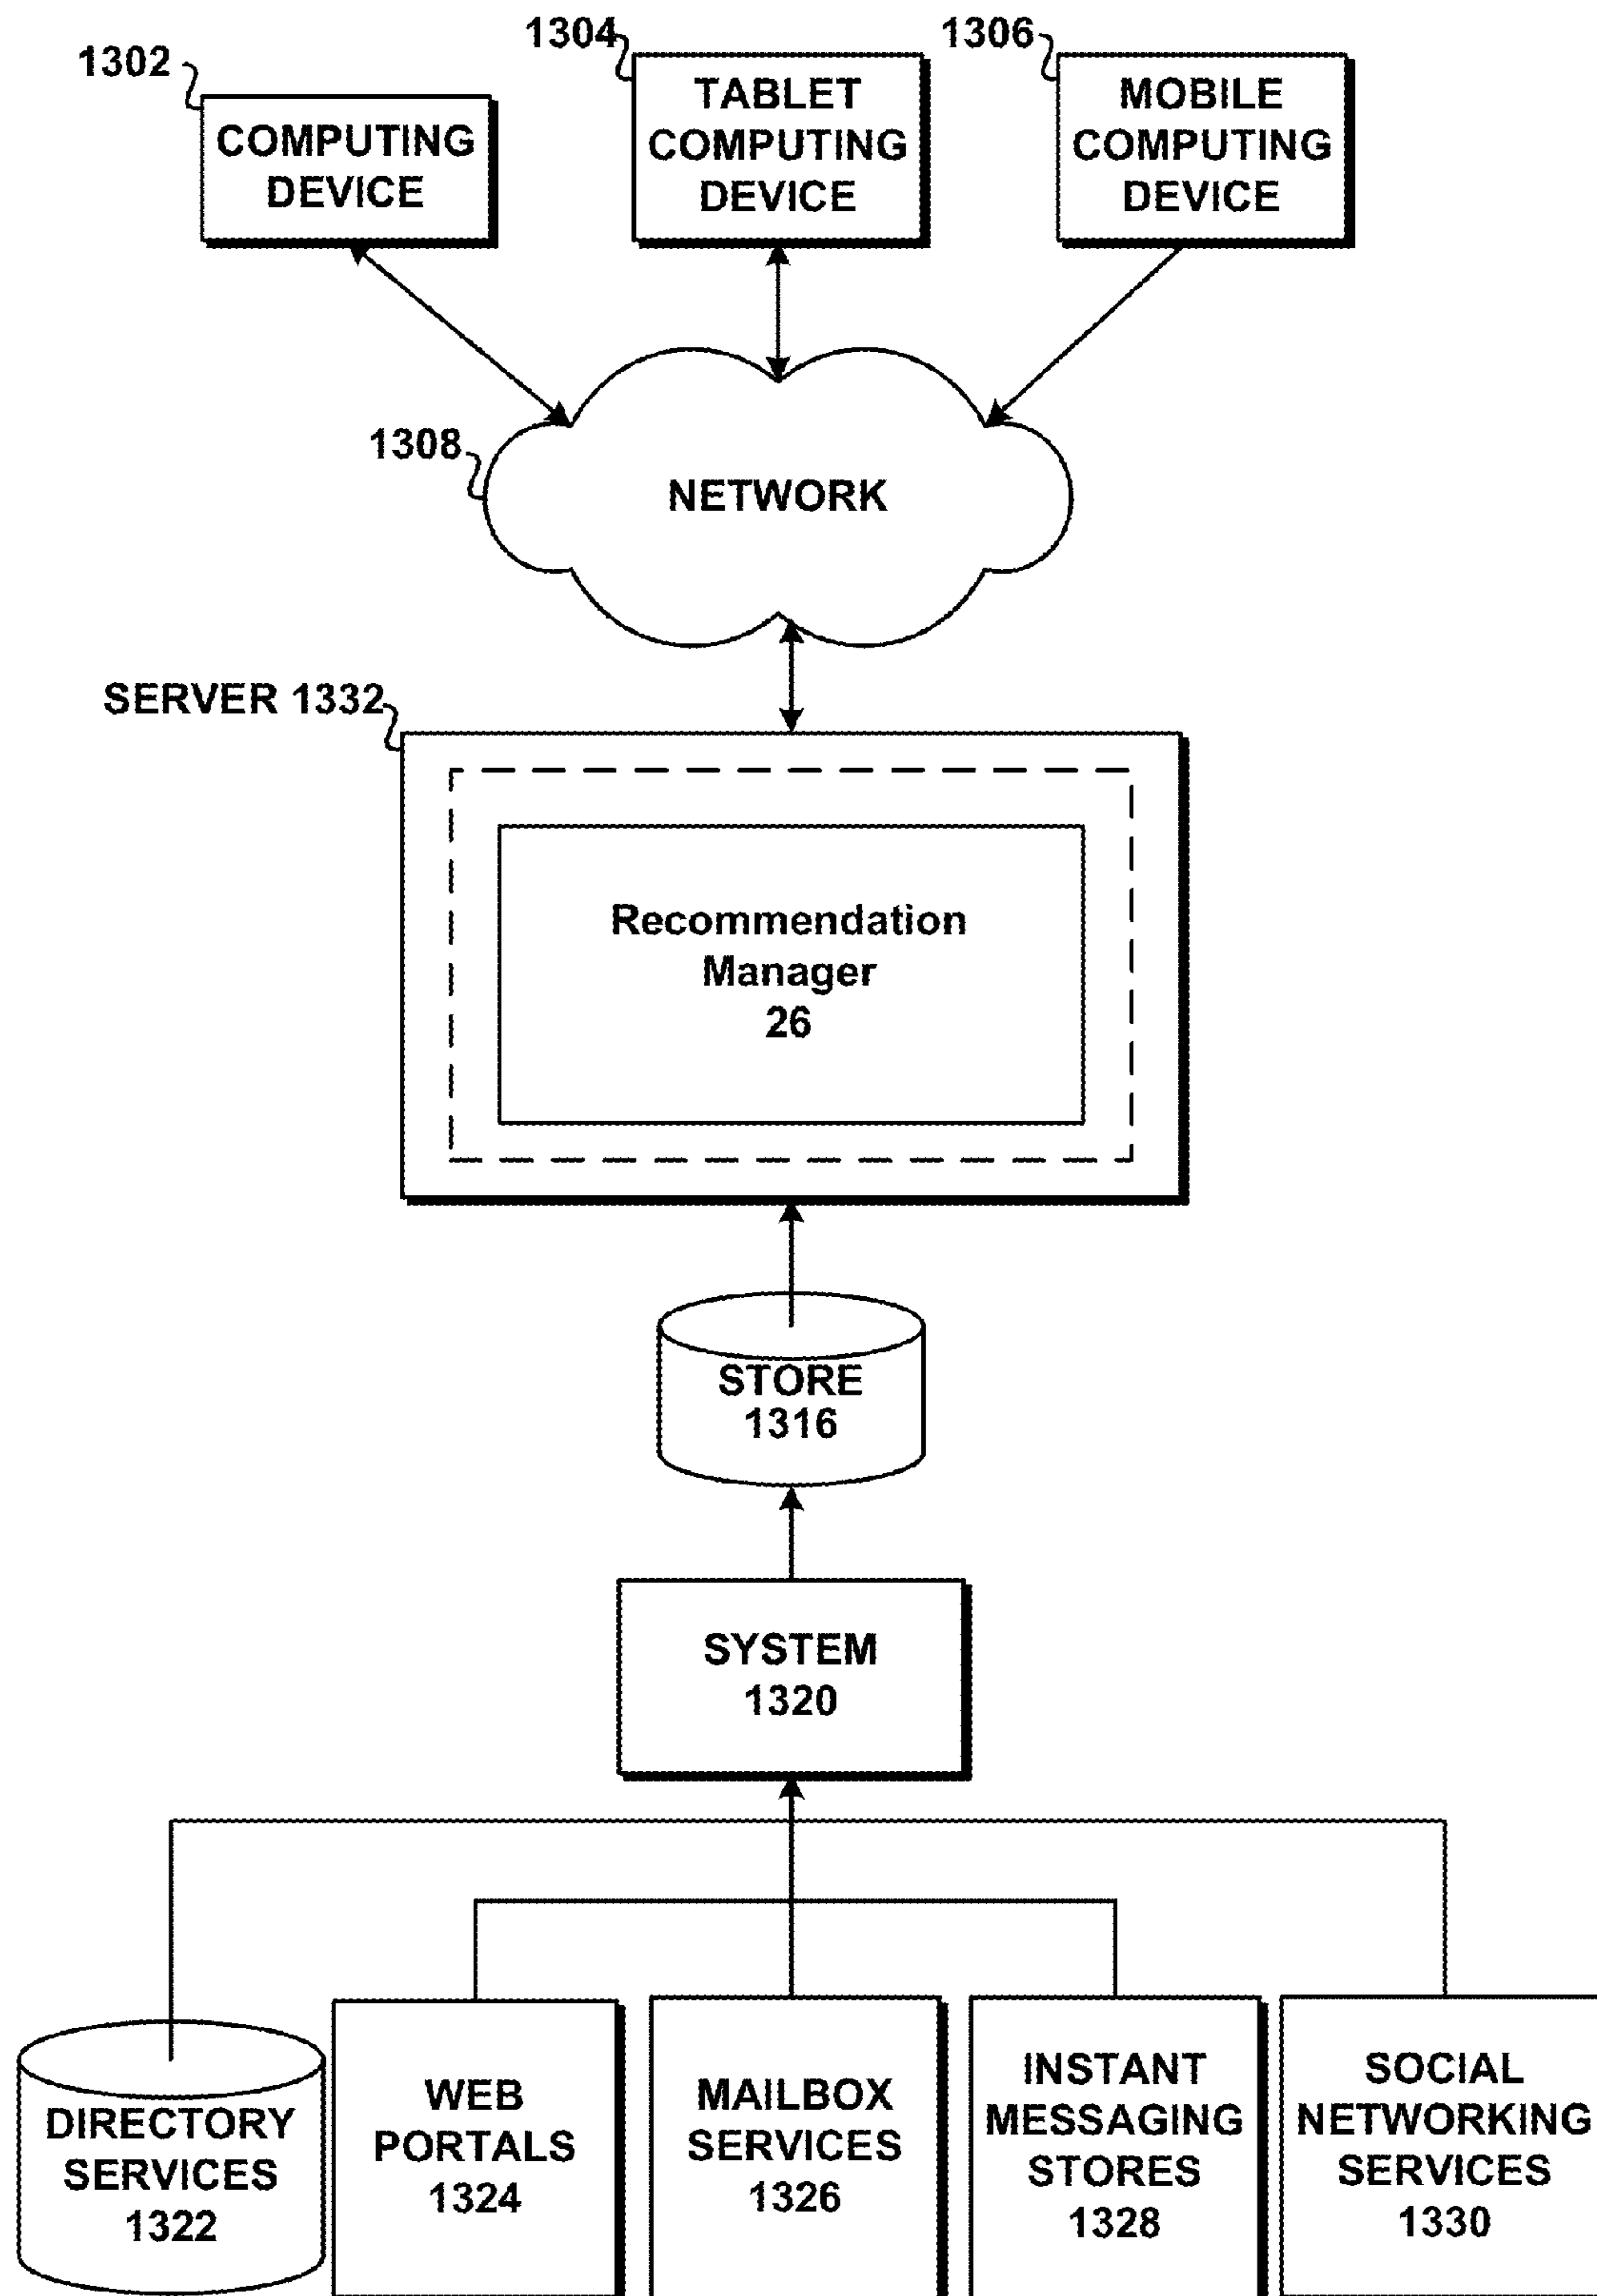 1302
1304
1306
COMPUTING
DEVICE
TABLET
COMPUTING
DEVICE
MOBILE
COMPUTING
DEVICE
1308
NETWORK
SERVER 1332
Recommendation
Manager
26
STORE
1316
SYSTEM
1320
DIRECTORY
SERVICES
1322
WEB
PORTALS
1324
MAILBOX
SERVICES
1326
INSTANT
MESSAGING
STORES
1328
SOCIAL
NETWORKING
SERVICES
1330